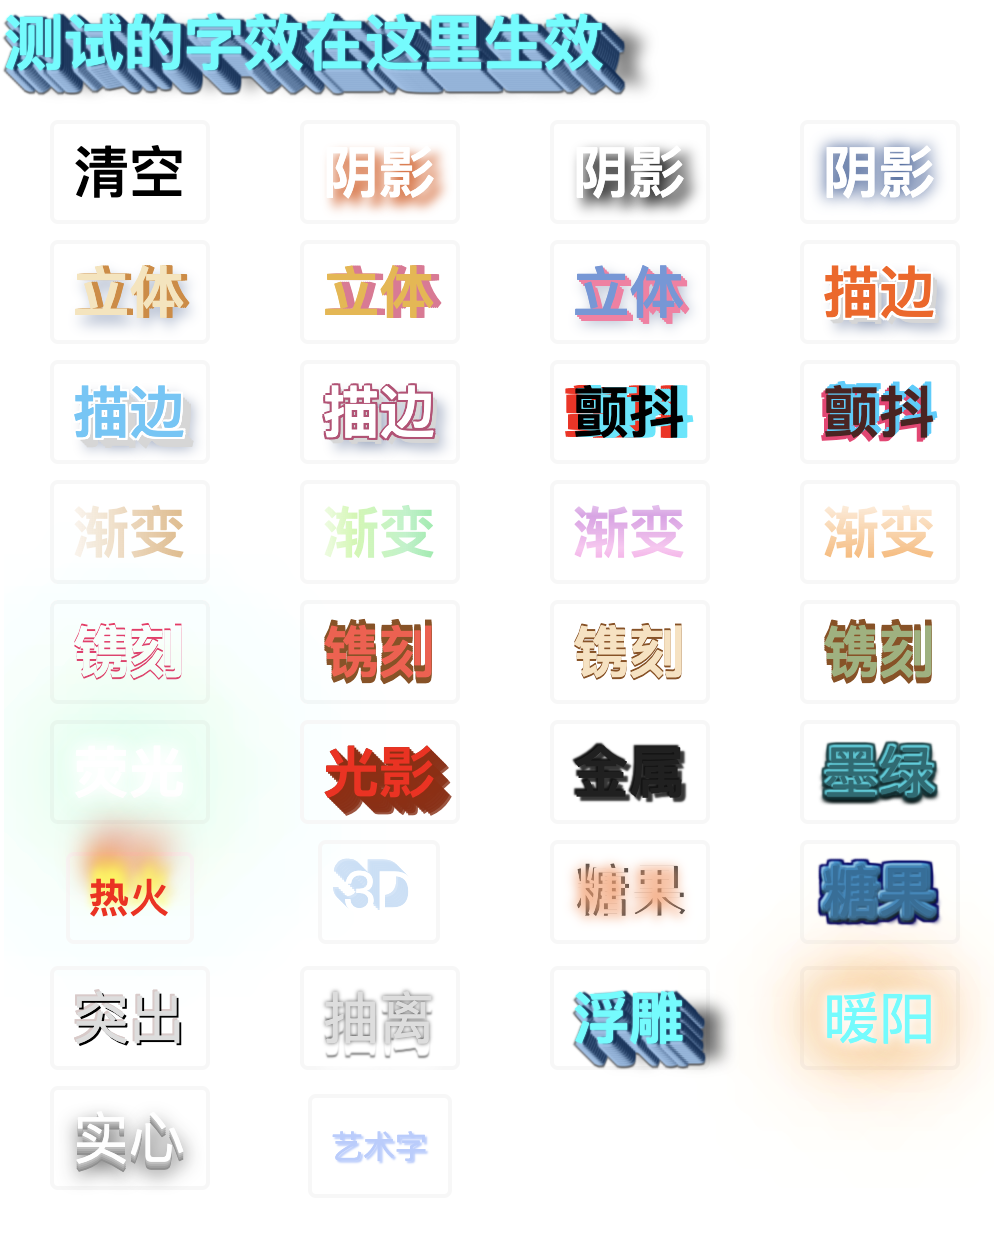 测试的字效在这里生效
清空 阴影 阴影 阴影
立体 立体 立体 描边
描边 描边 颤抖 颤抖
渐变 渐变 渐变 渐变
镌刻 镌刻 镌刻 镌刻
荧光 光影 金属 墨绿
热火 3D 糖果 糖果
突出 抽离 浮雕 暖阳
实心 艺术字